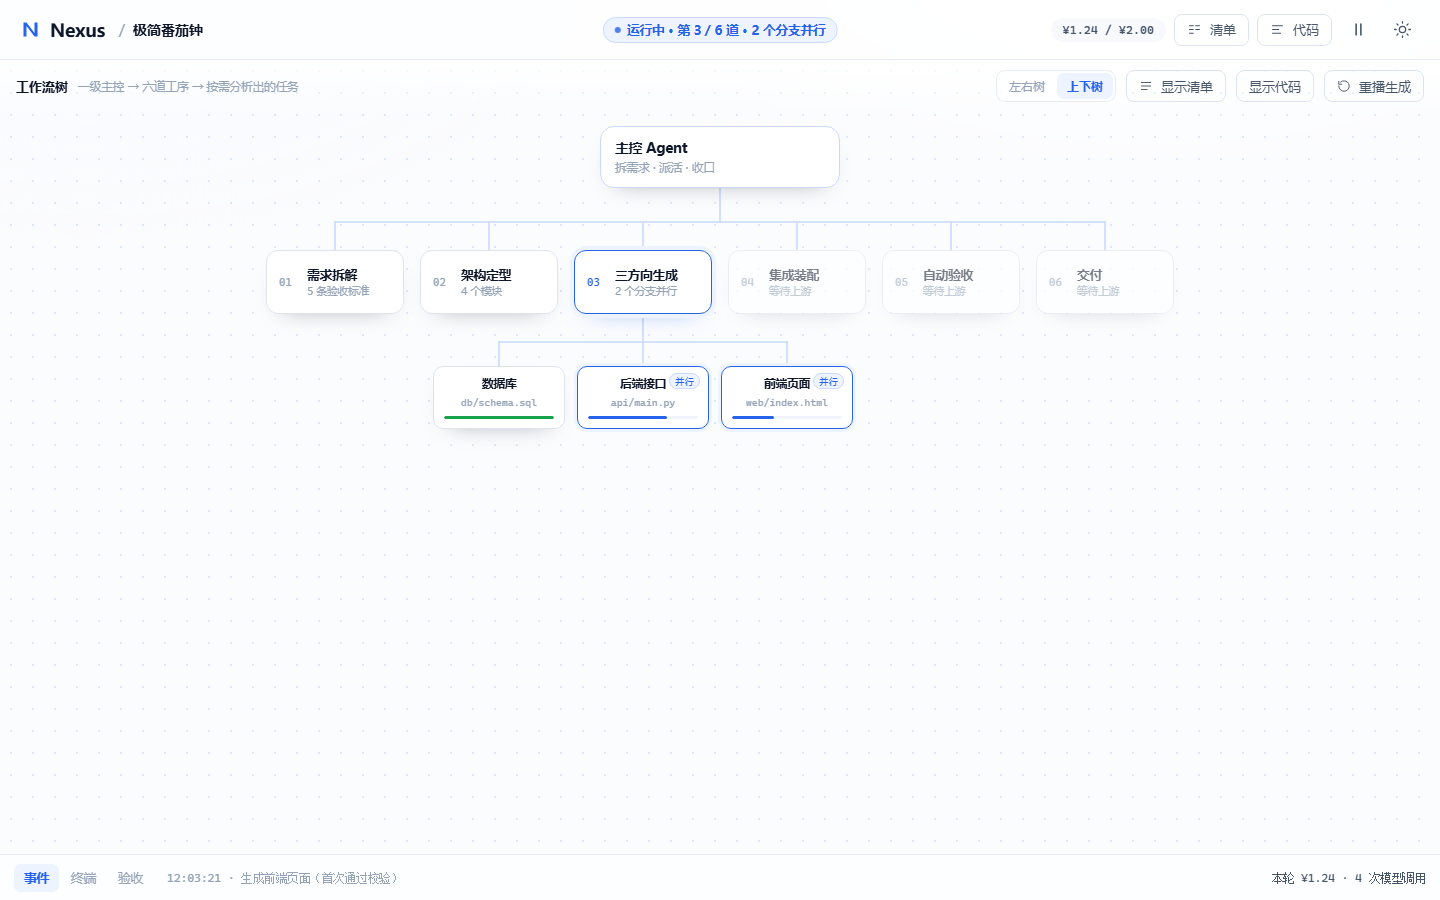 Nexus / 极简番茄钟
运行中 • 第 3 / 6 道 • 2 个分支并行
¥1.24 / ¥2.00
清单
代码
工作流树 一级主控 → 六道工序 → 按需分析出的任务
左右树
上下树
显示清单
显示代码
重播生成
主控 Agent
拆需求 · 派活 · 收口
01
需求拆解
5 条验收标准
02
架构定型
4 个模块
03
三方向生成
2 个分支并行
04
集成装配
等待上游
05
自动验收
等待上游
06
交付
等待上游
数据库
db/schema.sql
后端接口 并行
api/main.py
前端页面 并行
web/index.html
事件 终端 验收 12:03:21 · 生成前端页面（首次通过校验）
本轮 ¥1.24 · 4 次模型调用